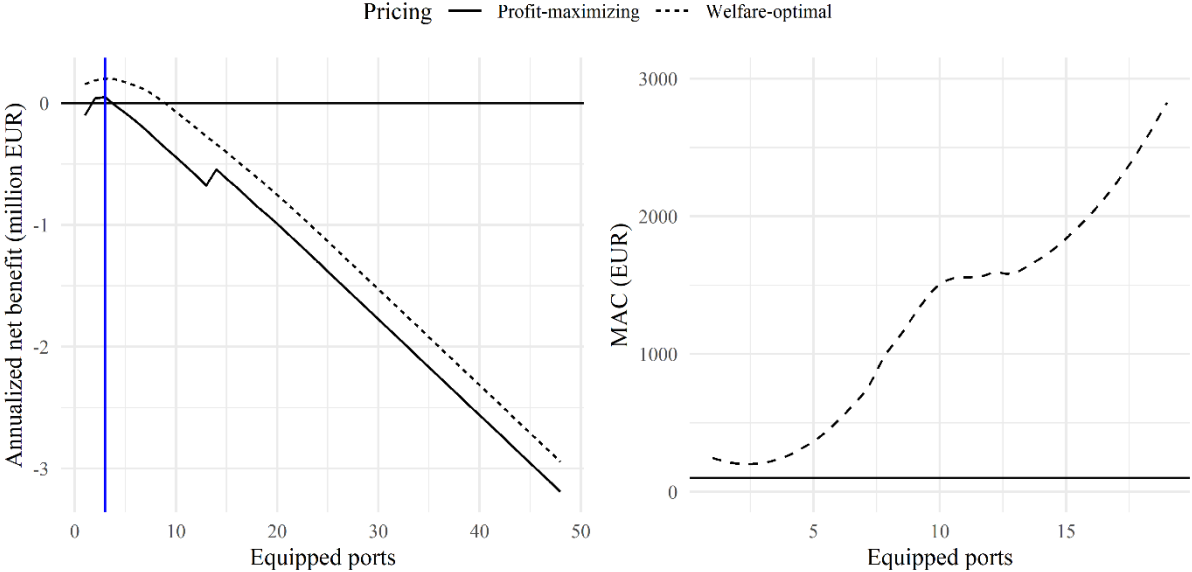 Pricing Profit-maximizing Welfare-optimal
Annualized net benefit (million EUR)
0
-1
-2
-3
0 10 20 30 40 50
Equipped ports
MAC (EUR)
3000
2000
1000
0
5 10 15
Equipped ports